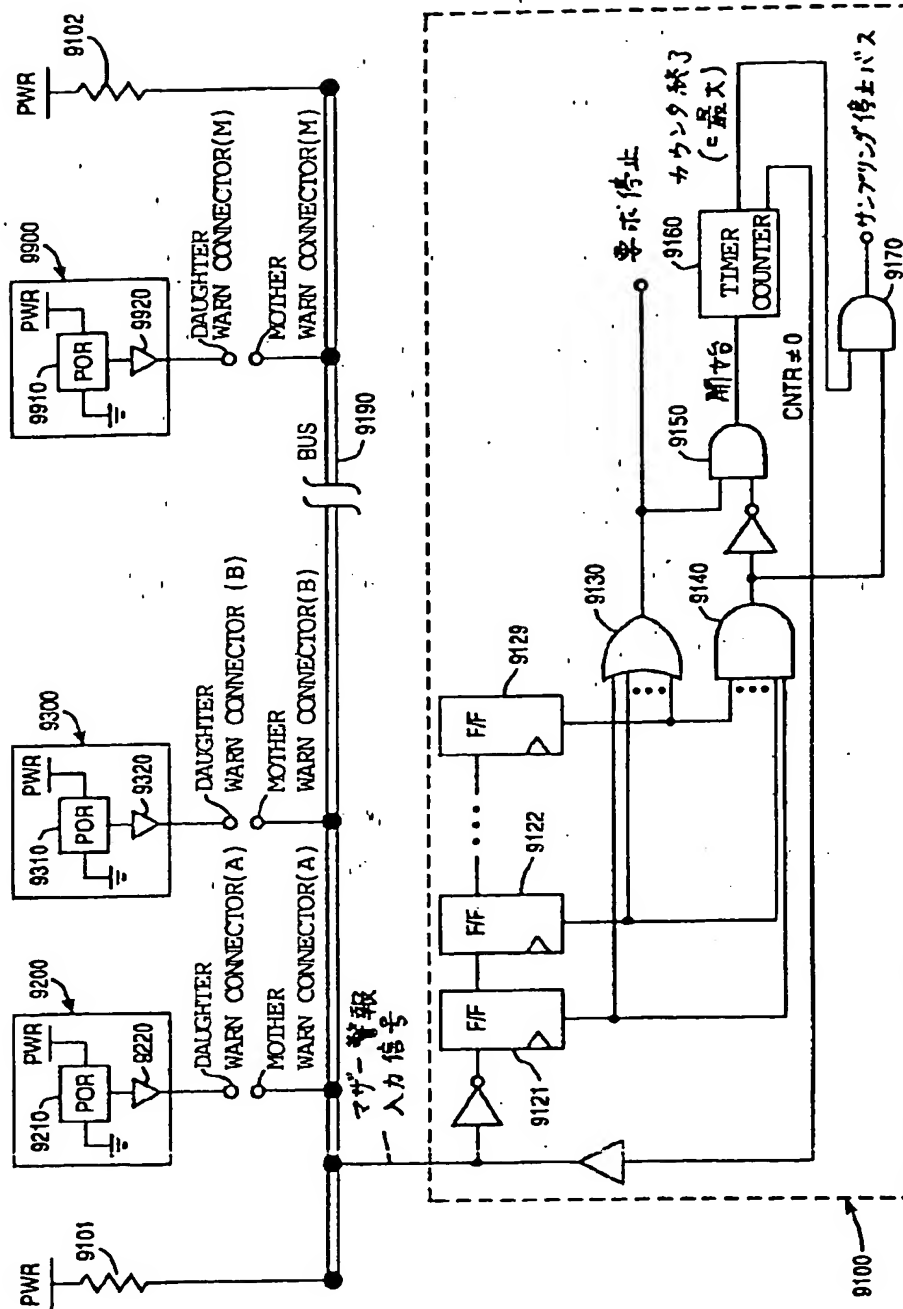 PWR
9101
9200
PWR
9210
POR
9220
DAUGHTER
WARN CONNECTOR(A)
MOTHER
WARN CONNECTOR(A)
9300
PWR
9310
POR
9320
DAUGHTER
WARN CONNECTOR (B)
MOTHER
WARN CONNECTOR(B)
BUS
9190
9900
PWR
9910
POR
9920
DAUGHTER
WARN CONNECTOR(M)
MOTHER
WARN CONNECTOR(M)
PWR
9102
マザー警報
入力信号
9100
F/F
9121
F/F
9122
F/F
9129
9130
9140
要求停止
9150
開始
9160
TIMER
COUNTER
カウンタ終了
(=最大)
CNTR≠0
9170
サンプリング停止バス